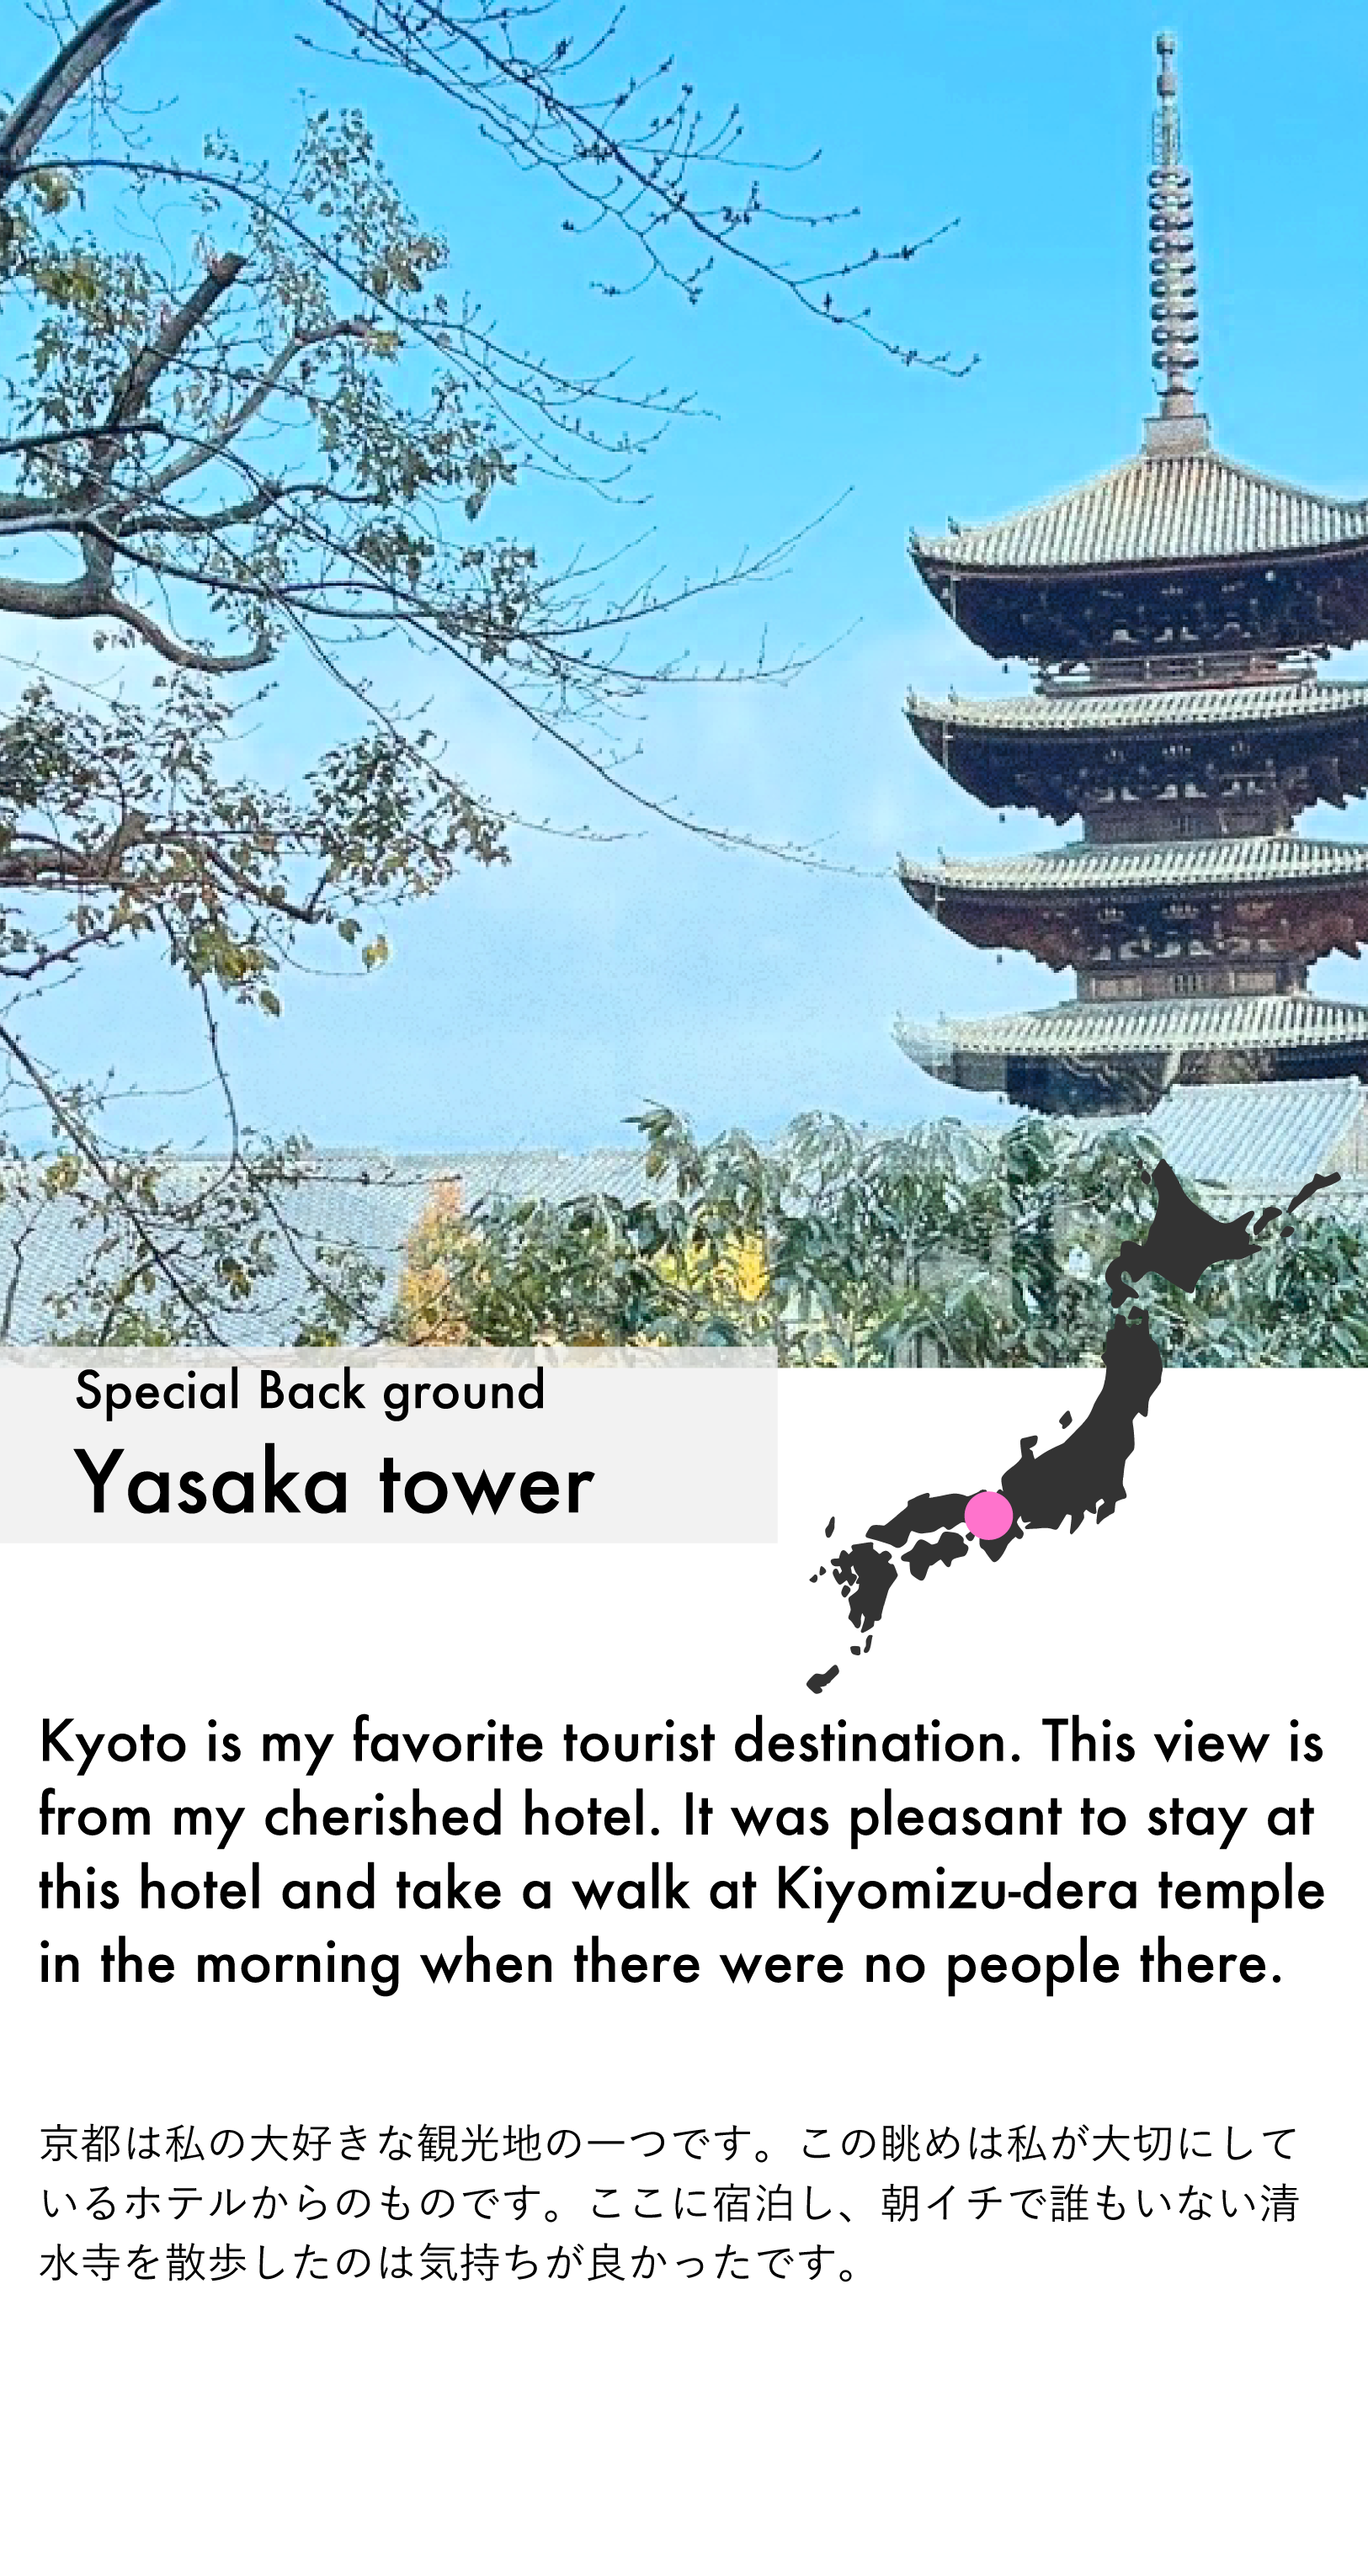 Special Back ground
Yasaka tower
Kyoto is my favorite tourist destination. This view is
from my cherished hotel. It was pleasant to stay at
this hotel and take a walk at Kiyomizu-dera temple
in the morning when there were no people there.
京都は私の大好きな観光地の一つです。この眺めは私が大切にして
いるホテルからのものです。ここに宿泊し、朝イチで誰もいない清
水寺を散歩したのは気持ちが良かったです。